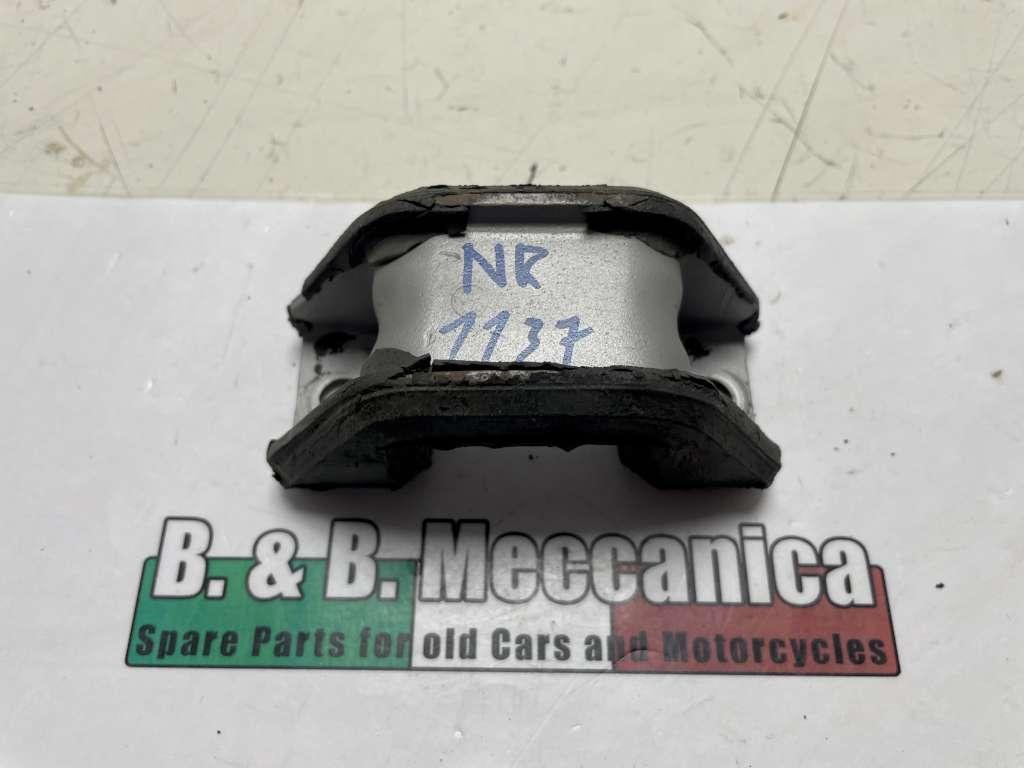 NR
1137
B. & B. Meccanica
Spare Parts for old Cars and Motorcycles